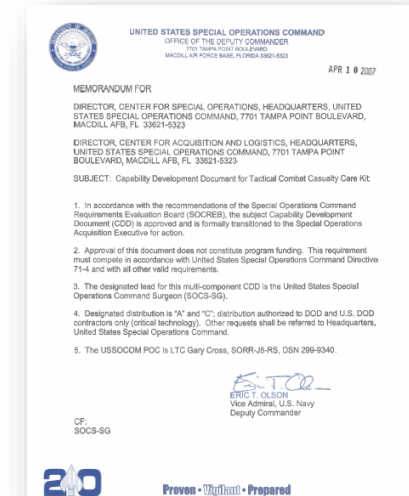 UNITED STATES SPECIAL OPERATIONS COMMAND
OFFICE OF THE DEPUTY COMMANDER
7701 TAMPA POINT BOULEVARD
MACDILL AIR FORCE BASE, FLORIDA 33621-5323
APR 10 2007
MEMORANDUM FOR
DIRECTOR, CENTER FOR SPECIAL OPERATIONS, HEADQUARTERS, UNITED
STATES SPECIAL OPERATIONS COMMAND, 7701 TAMPA POINT BOULEVARD,
MACDILL AFB, FL 33621-5323
DIRECTOR, CENTER FOR ACQUISITION AND LOGISTICS, HEADQUARTERS,
UNITED STATES SPECIAL OPERATIONS COMMAND, 7701 TAMPA POINT
BOULEVARD, MACDILL AFB, FL 33621-5323
SUBJECT: Capability Development Document for Tactical Combat Casualty Care Kit
1. In accordance with the recommendations of the Special Operations Command
Requirements Evaluation Board (SOCREB), the subject Capability Development
Document (CDD) is approved and is formally transitioned to the Special Operations
Acquisition Executive for action.
2. Approval of this document does not constitute program funding. This requirement
must compete in accordance with United States Special Operations Command Directive
71-4 and with all other valid requirements.
3. The designated lead for this multi-component CDD is the United States Special
Operations Command Surgeon (SOCS-SG).
4. Designated distribution is "A" and "C"; distribution authorized to DOD and U.S. DOD
contractors only (critical technology). Other requests shall be referred to Headquarters,
United States Special Operations Command.
5. The USSOCOM POC is LTC Gary Cross, SORR-J8-RS, DSN 299-9340.
ERIC T. OLSON
Vice Admiral, U.S. Navy
Deputy Commander
CF:
SOCS-SG
20
Proven • Vigilant • Prepared